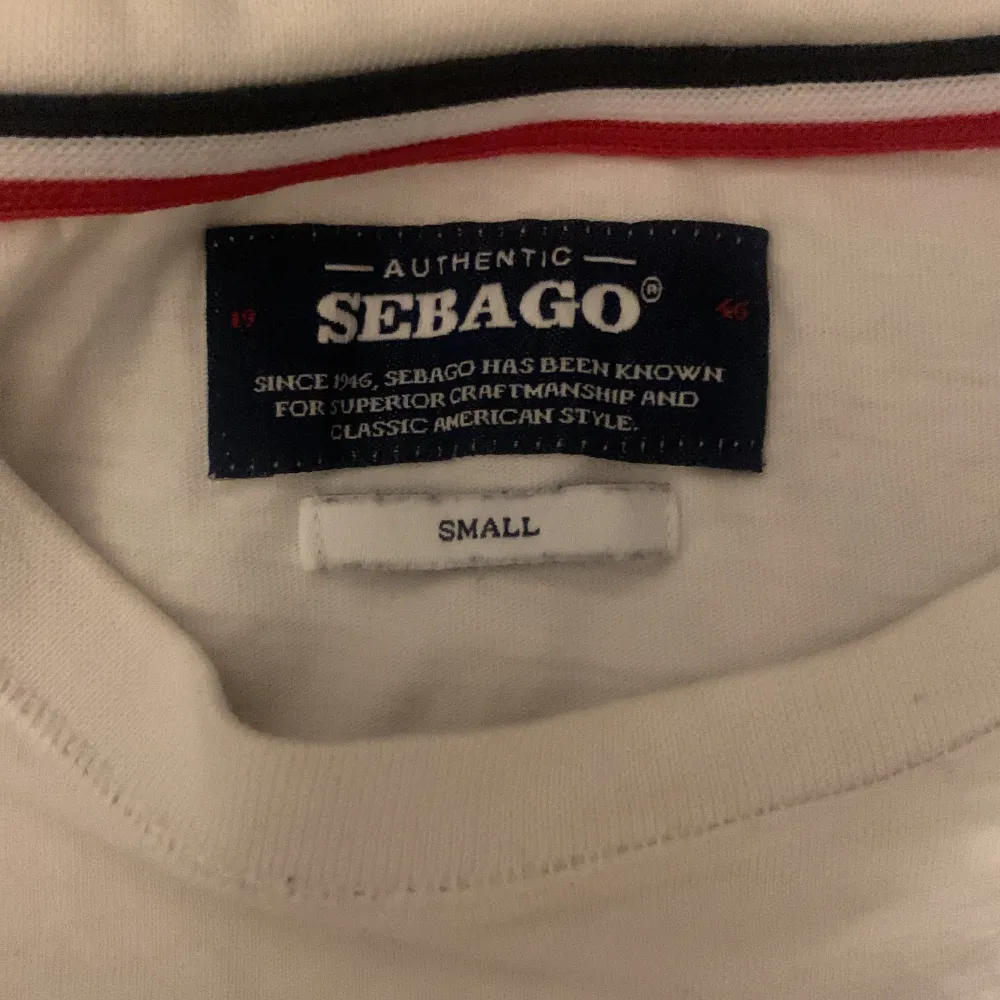 AUTHENTIC
SEBAGO®
19 46
SINCE 1946, SEBAGO HAS BEEN KNOWN
FOR SUPERIOR CRAFTMANSHIP AND
CLASSIC AMERICAN STYLE.
SMALL